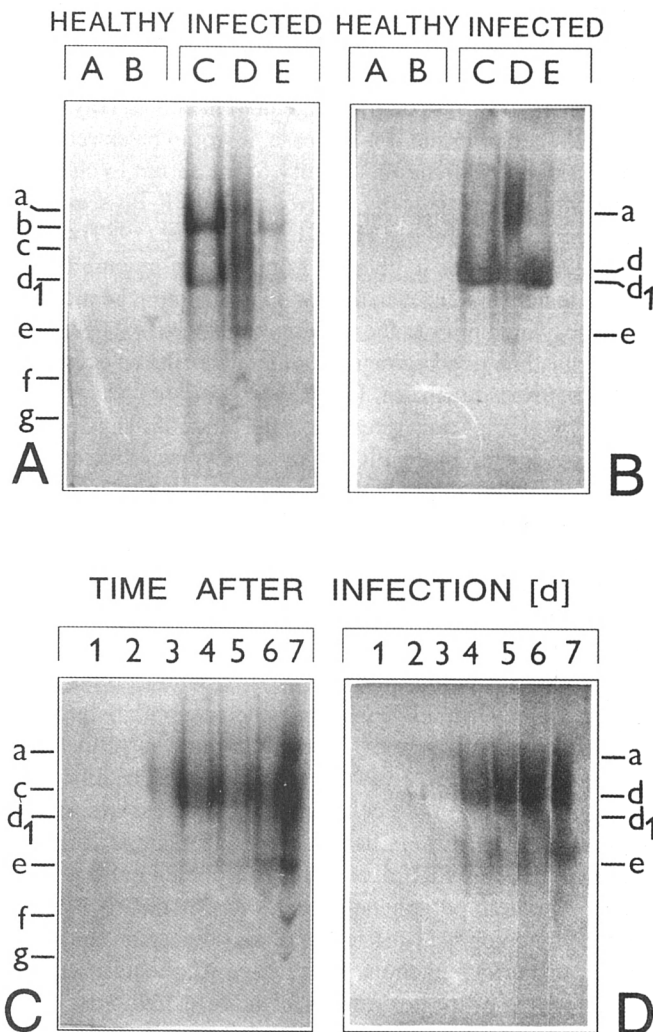 HEALTHY INFECTED HEALTHY INFECTED
A B C D E A B C D E
a
b
c
d1
e
f
g
A
a
d
d1
e
B
TIME AFTER INFECTION [d]
1 2 3 4 5 6 7 1 2 3 4 5 6 7
a
c
d1
e
f
g
C
a
d
d1
e
D